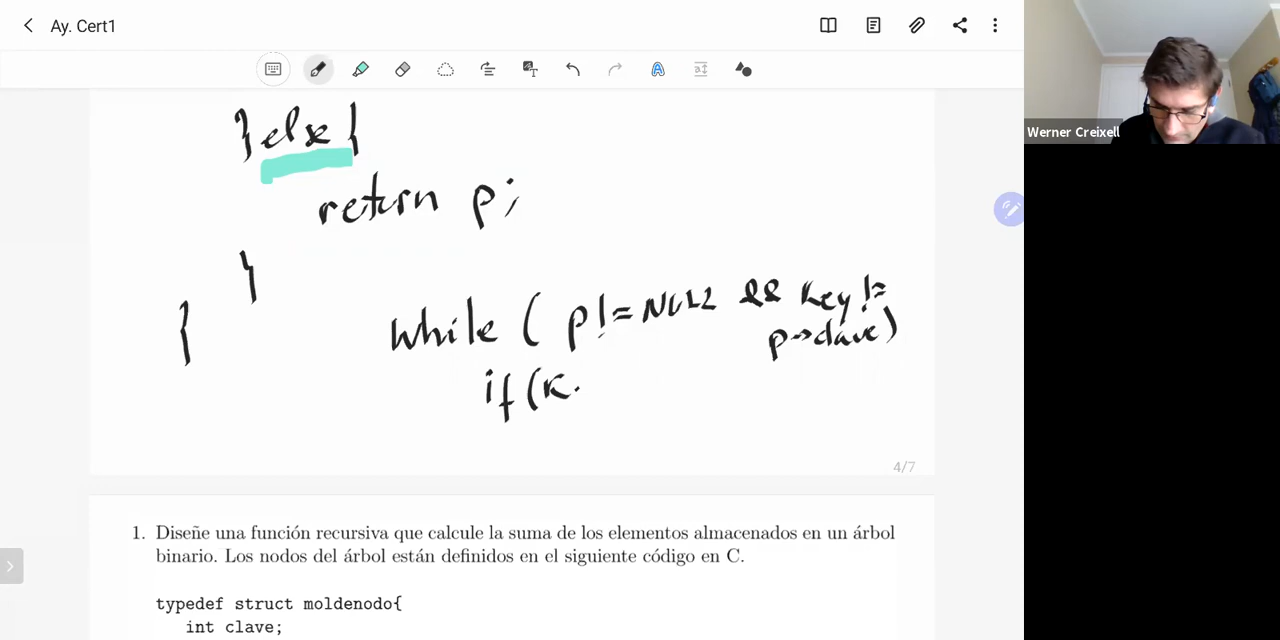 Ay. Cert1
Werner Creixell
}else{
return p;
}
}
while ( p!=NULL && key !=
p->clave)
if (K
4/7
1. Diseñe una función recursiva que calcule la suma de los elementos almacenados en un árbol
binario. Los nodos del árbol están definidos en el siguiente código en C.
typedef struct moldenodo{
int clave;